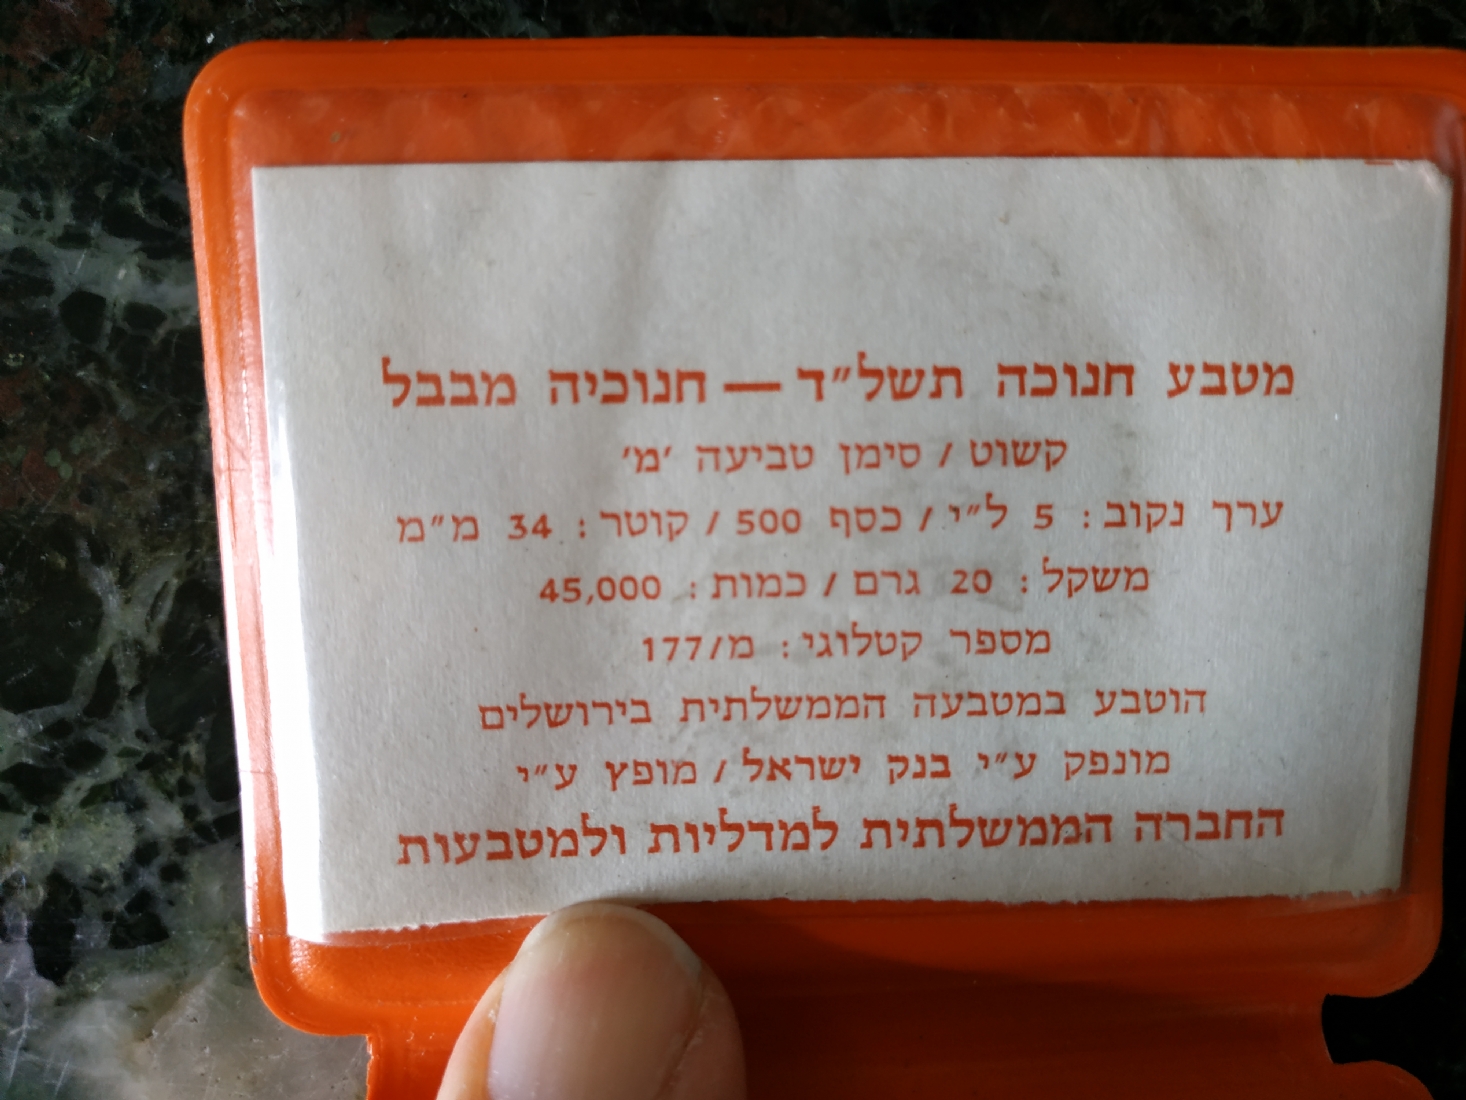 מטבע חנוכה תשל״ד — חנוכיה מבבל
קשוט / סימן טביעה ׳מ׳
ערך נקוב: 5 ל״י / כסף 500 / קוטר: 34 מ״מ
משקל: 20 גרם / כמות: 45,000
מספר קטלוגי: מ/177
הוטבע במטבעה הממשלתית בירושלים
מונפק ע״י בנק ישראל / מופץ ע״י
החברה הממשלתית למדליות ולמטבעות